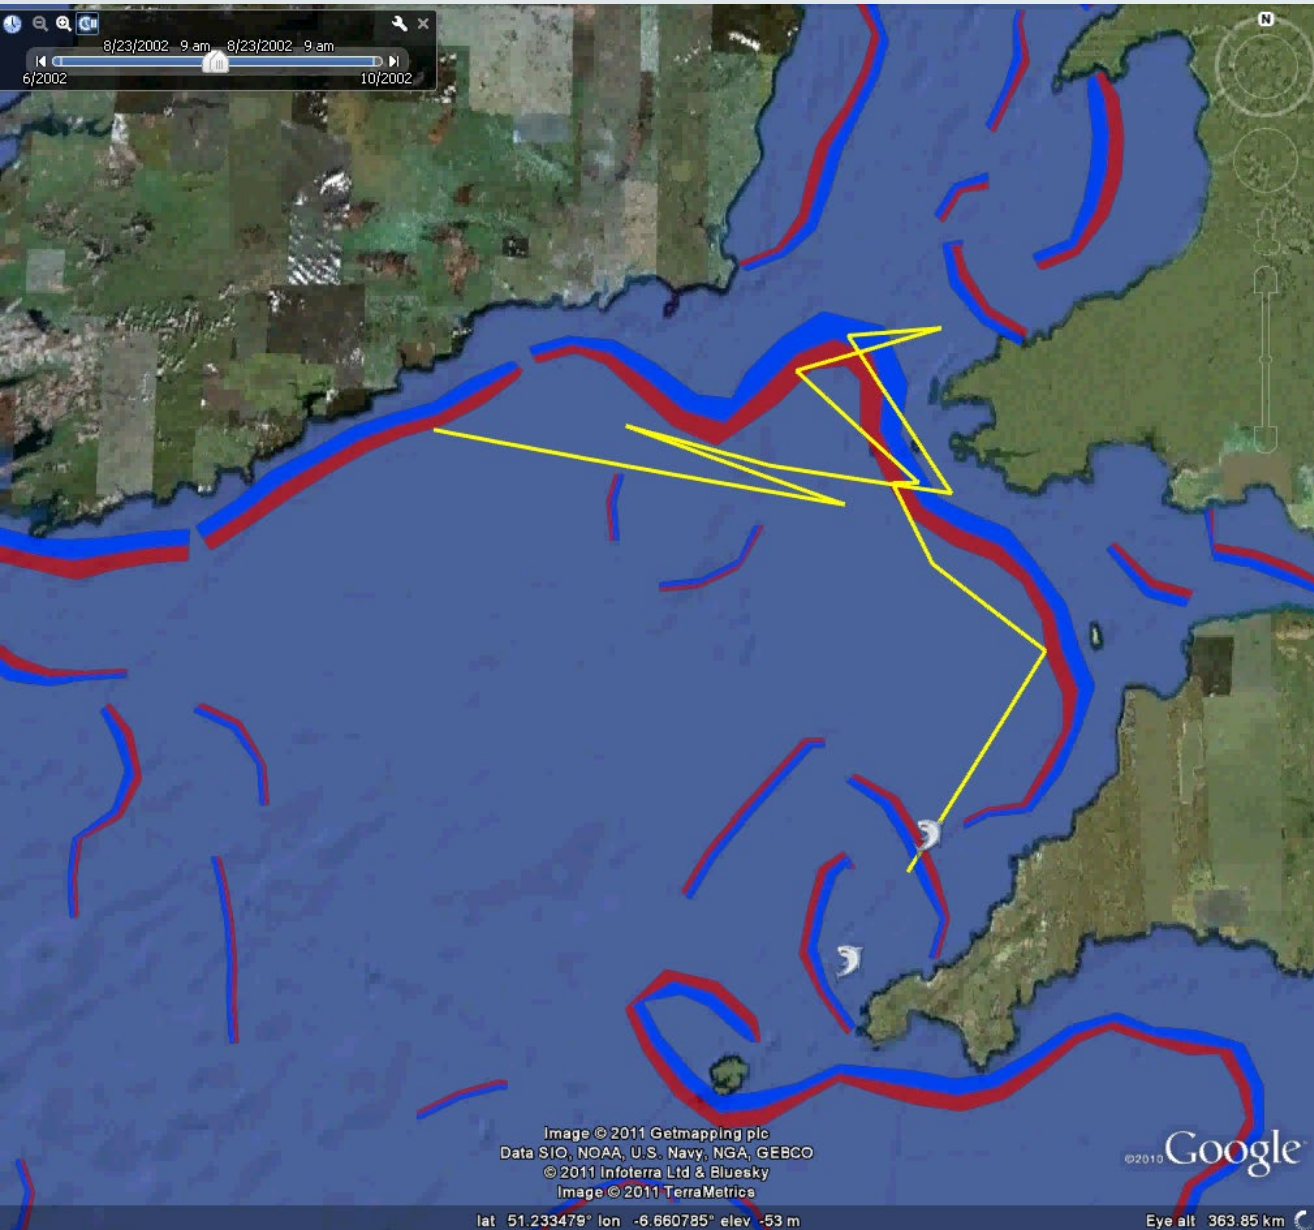 8/23/2002 9 am 8/23/2002 9 am
6/2002 10/2002
N
Image © 2011 Getmapping plc
Data SIO, NOAA, U.S. Navy, NGA, GEBCO
© 2011 Infoterra Ltd & Bluesky
Image © 2011 TerraMetrics
©2010 Google
lat 51.233479° lon -6.660785° elev -53 m Eye alt 363.85 km